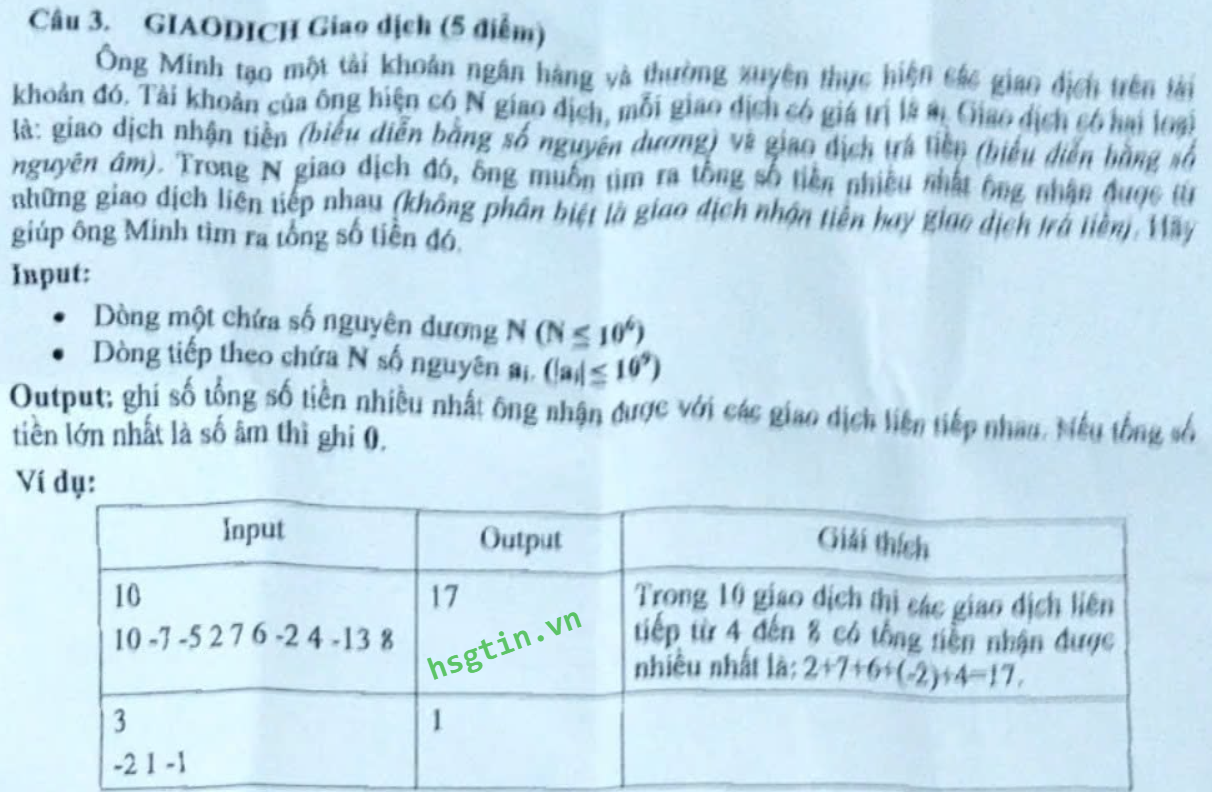 Câu 3. GIAODICH Giao dịch (5 điểm)
Ông Minh tạo một tài khoản ngân hàng và thường xuyên thực hiện các giao dịch trên tài
khoản đó. Tài khoản của ông hiện có N giao dịch, mỗi giao dịch có giá trị là aᵢ. Giao dịch có hai loại
là: giao dịch nhận tiền (biểu diễn bằng số nguyên dương) và giao dịch trả tiền (biểu diễn bằng số
nguyên âm). Trong N giao dịch đó, ông muốn tìm ra tổng số tiền nhiều nhất ông nhận được từ
những giao dịch liên tiếp nhau (không phân biệt là giao dịch nhận tiền hay giao dịch trả tiền). Hãy
giúp ông Minh tìm ra tổng số tiền đó.
Input:
• Dòng một chứa số nguyên dương N (N ≤ 10⁶)
• Dòng tiếp theo chứa N số nguyên aᵢ. (|aᵢ| ≤ 10⁹)
Output: ghi số tổng số tiền nhiều nhất ông nhận được với các giao dịch liên tiếp nhau. Nếu tổng số
tiền lớn nhất là số âm thì ghi 0.
Ví dụ:
Input Output Giải thích
10 17 Trong 10 giao dịch thì các giao dịch liên
10 -7 -5 2 7 6 -2 4 -13 8 tiếp từ 4 đến 8 có tổng tiền nhận được
hsgtin.vn nhiều nhất là: 2+7+6+(-2)+4=17.
3 1
-2 1 -1